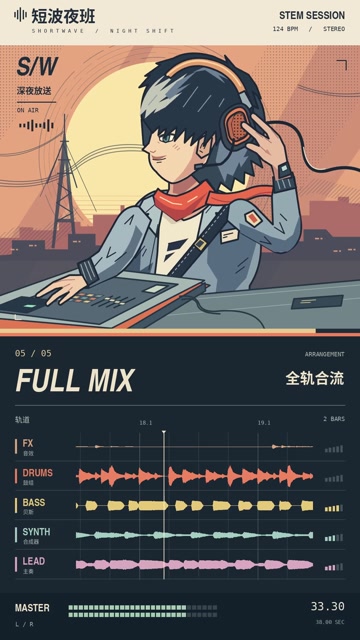 短波夜班
SHORTWAVE / NIGHT SHIFT
STEM SESSION
124 BPM / STEREO
S/W
深夜放送
ON AIR
05 / 05
ARRANGEMENT
FULL MIX
全轨合流
轨道
18.1
19.1
2 BARS
FX
音效
DRUMS
鼓组
BASS
贝斯
SYNTH
合成器
LEAD
主奏
MASTER
L / R
33.30
38.00 SEC